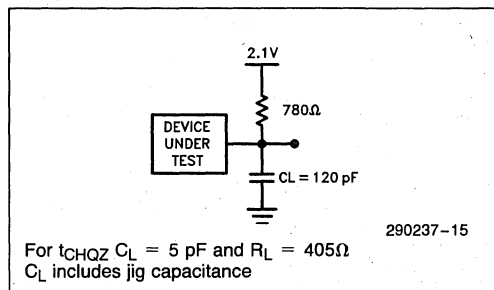 2.1V
780Ω
DEVICE
UNDER
TEST
CL = 120 pF
290237-15
For tCHQZ CL = 5 pF and RL = 405Ω
CL includes jig capacitance